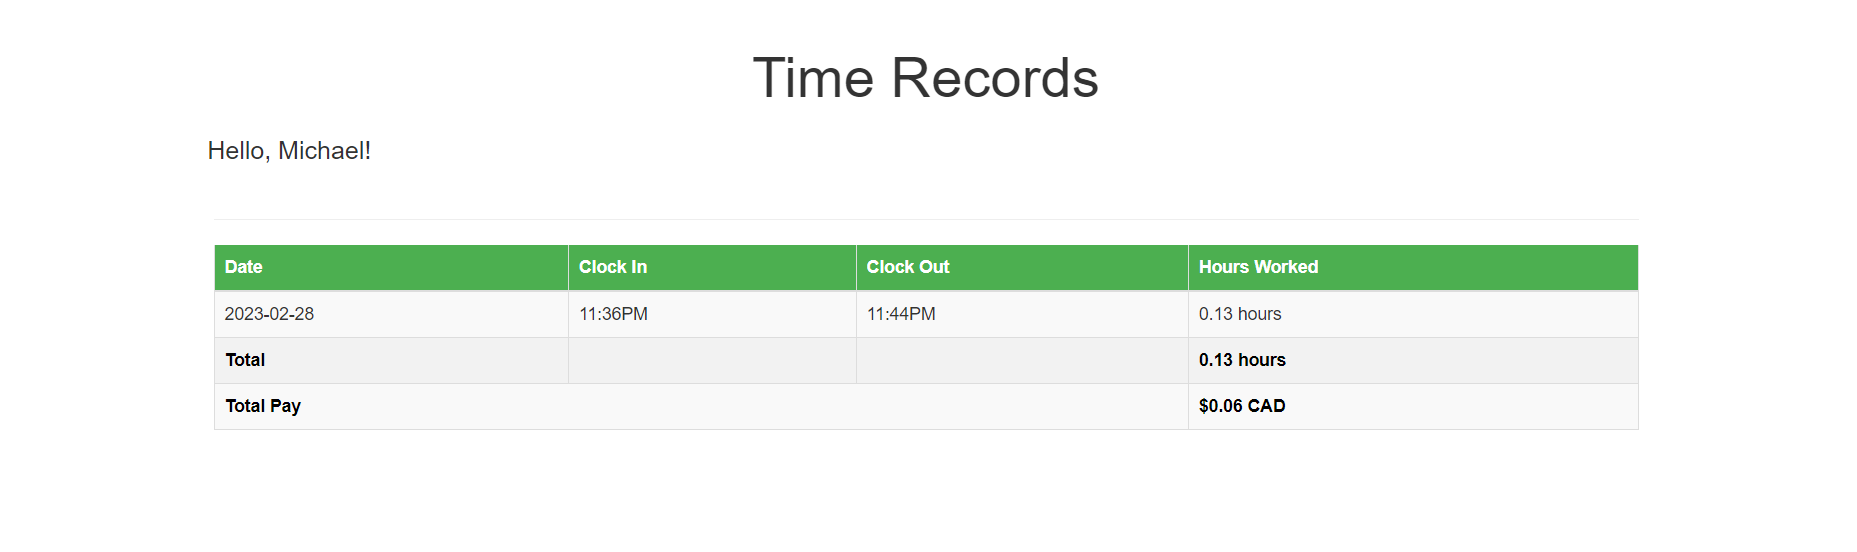 Time Records
Hello, Michael!
Date Clock In Clock Out Hours Worked
2023-02-28 11:36PM 11:44PM 0.13 hours
Total 0.13 hours
Total Pay $0.06 CAD